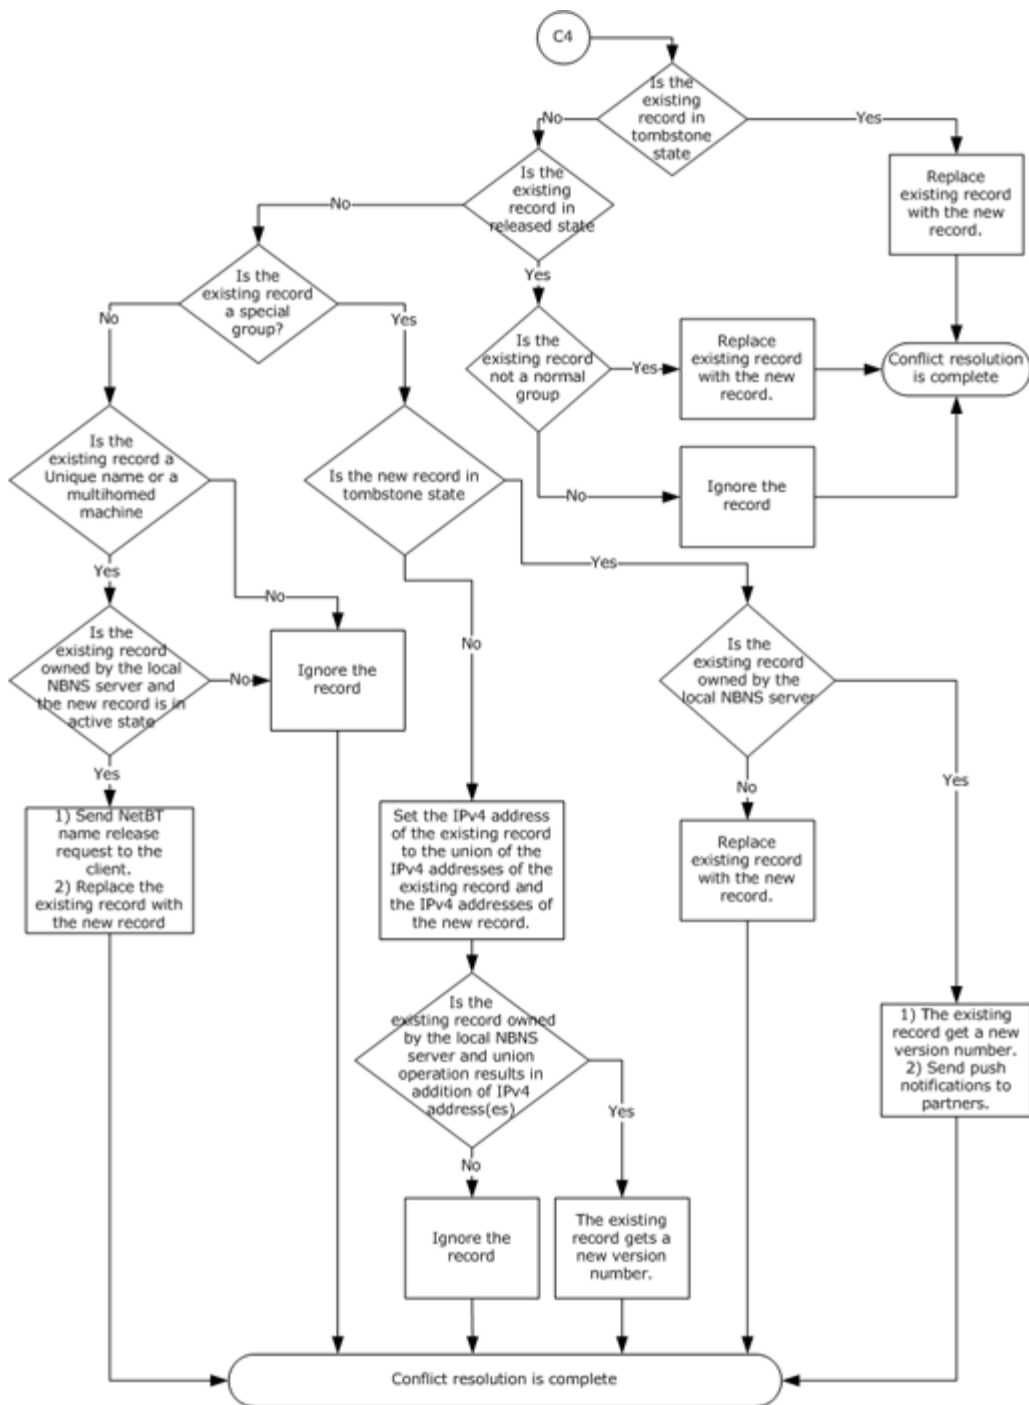 C4
Is the
existing
record in
tombstone
state
No
Yes
Is the
existing
record in
released state
Replace
existing record
with the new
record.
No
Yes
Is the
existing record
a special
group?
No
Yes
Is the
existing record
not a normal
group
Yes
Replace
existing record
with the new
record.
Conflict resolution
is complete
Is the
existing record a
Unique name or a
multihomed
machine
Is the new record in
tombstone state
No
Ignore the
record
Yes
No
Yes
Is the
existing record
owned by the local
NBNS server and
the new record is in
active state
No
Ignore the
record
No
Is the
existing record
owned by the
local NBNS server
Yes
No
Yes
1) Send NetBT
name release
request to the
client.
2) Replace the
existing record with
the new record
Set the IPv4 address
of the existing record
to the union of the
IPv4 addresses of the
existing record and
the IPv4 addresses of
the new record.
Replace
existing record
with the new
record.
Is the
existing record owned
by the local NBNS
server and union
operation results in
addition of IPv4
address(es)
1) The existing
record get a new
version number.
2) Send push
notifications to
partners.
Yes
No
Ignore the
record
The existing
record gets a
new version
number.
Conflict resolution is complete